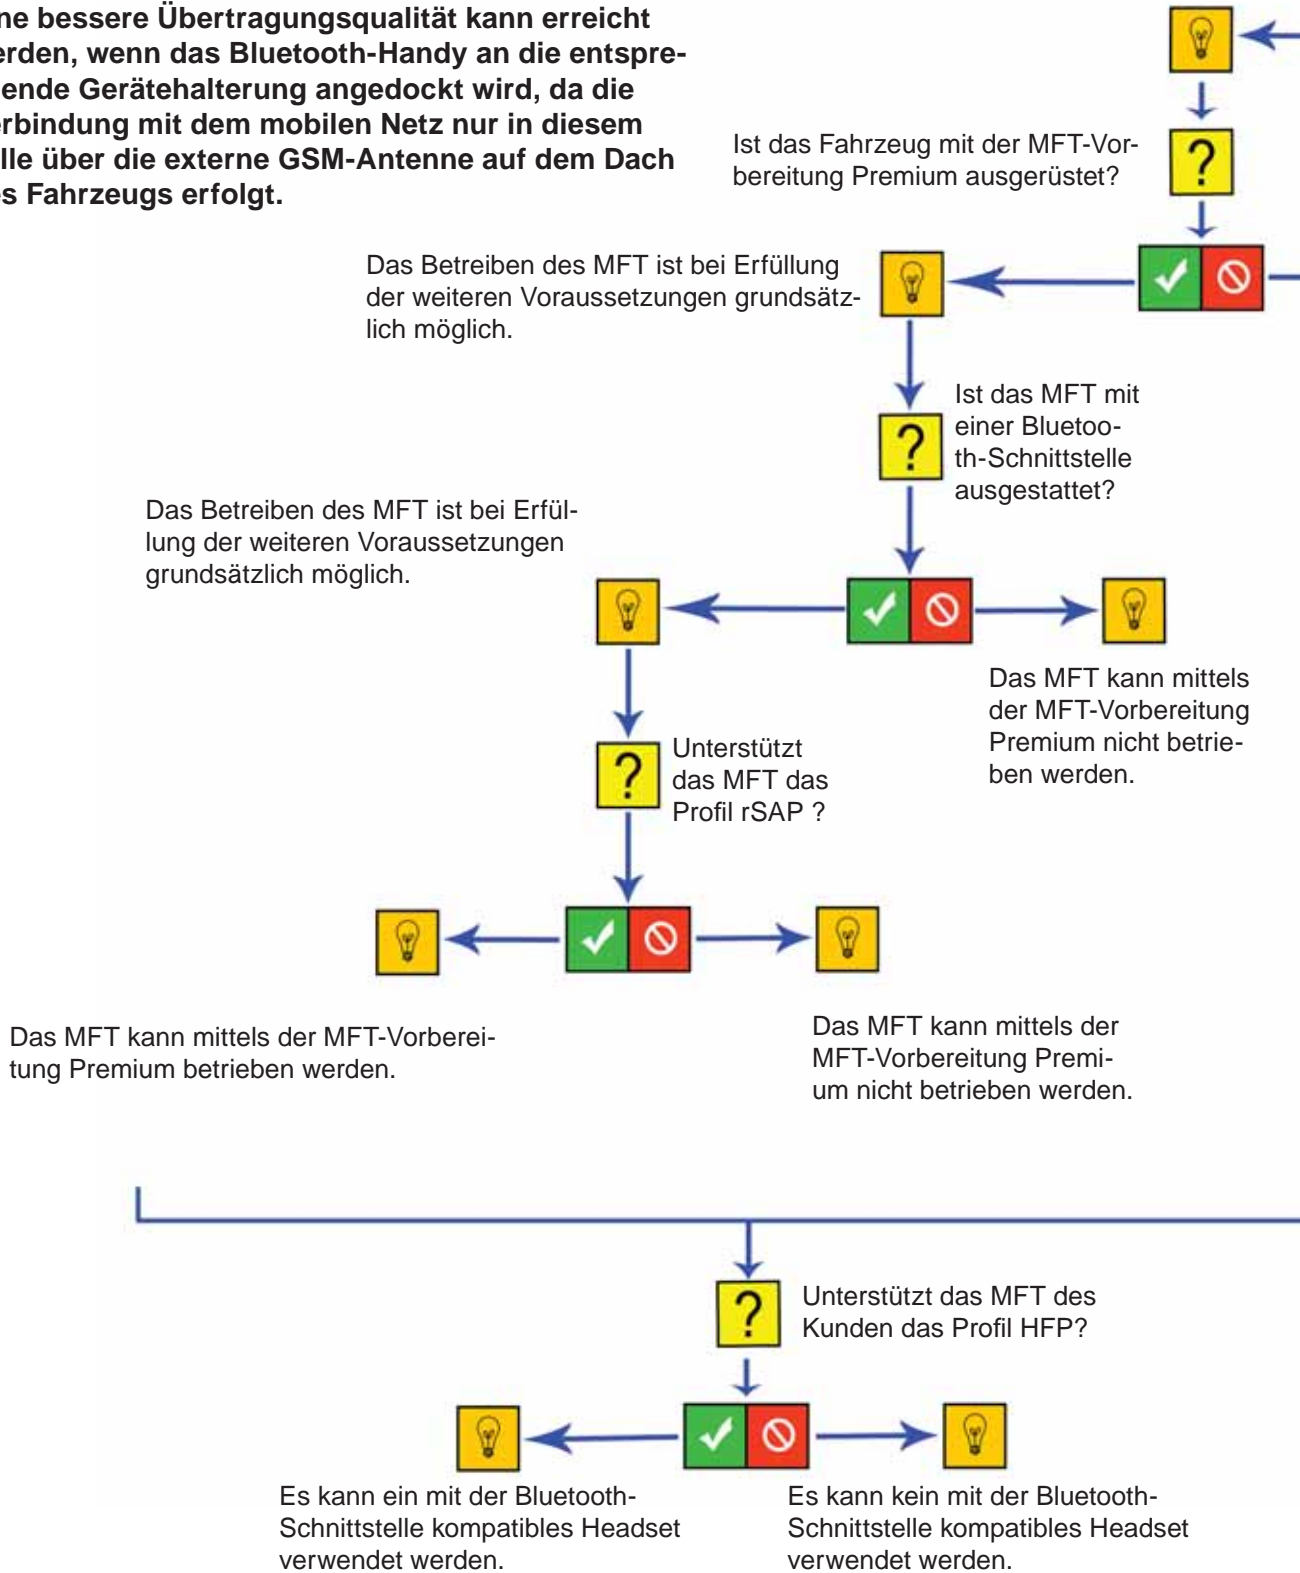 ne bessere Übertragungsqualität kann erreicht
erden, wenn das Bluetooth-Handy an die entspre-
ende Gerätehalterung angedockt wird, da die
erbindung mit dem mobilen Netz nur in diesem
lle über die externe GSM-Antenne auf dem Dach
es Fahrzeugs erfolgt.
Ist das Fahrzeug mit der MFT-Vor-
bereitung Premium ausgerüstet?
?
Das Betreiben des MFT ist bei Erfüllung
der weiteren Voraussetzungen grundsätz-
lich möglich.
Ist das MFT mit
einer Bluetoo-
th-Schnittstelle
ausgestattet?
?
Das Betreiben des MFT ist bei Erfül-
lung der weiteren Voraussetzungen
grundsätzlich möglich.
Das MFT kann mittels
der MFT-Vorbereitung
Premium nicht betrie-
ben werden.
?
Unterstützt
das MFT das
Profil rSAP ?
Das MFT kann mittels der MFT-Vorberei-
tung Premium betrieben werden.
Das MFT kann mittels der
MFT-Vorbereitung Premi-
um nicht betrieben werden.
?
Unterstützt das MFT des
Kunden das Profil HFP?
Es kann ein mit der Bluetooth-
Schnittstelle kompatibles Headset
verwendet werden.
Es kann kein mit der Bluetooth-
Schnittstelle kompatibles Headset
verwendet werden.